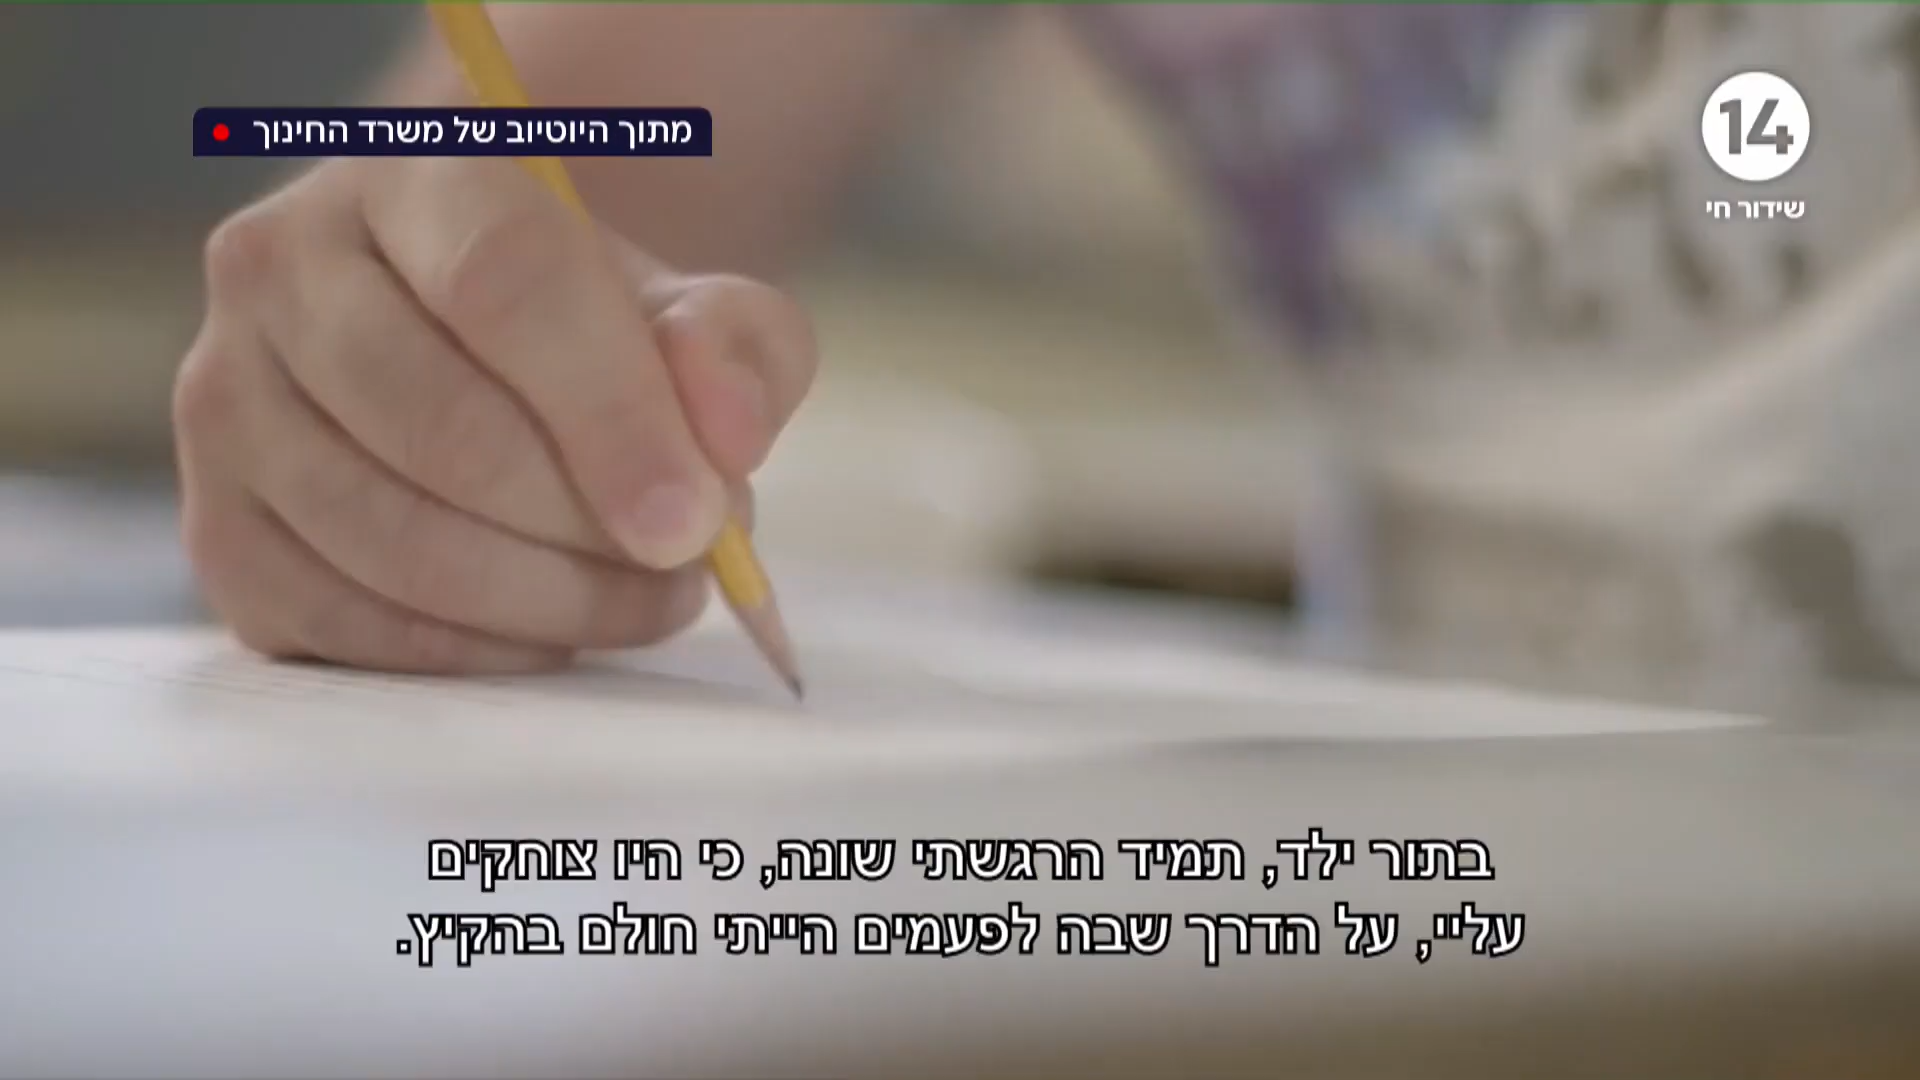 מתוך היוטיוב של משרד החינוך
14
שידור חי
בתור ילד, תמיד הרגשתי שונה, כי היו צוחקים
עליי, על הדרך שבה לפעמים הייתי חולם בהקיץ.